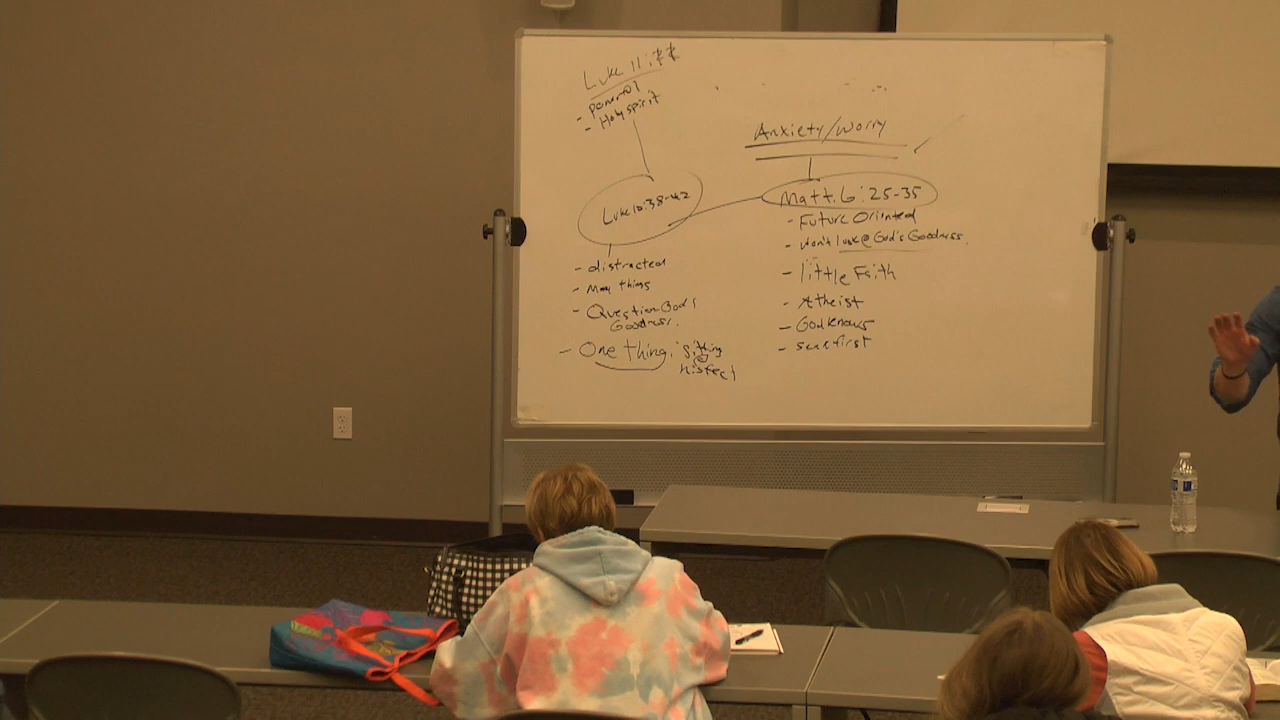 Luke 11:**
- Powerful
- Holy spirit
Anxiety/Worry
Luke 10:38-42
- distracted
- Many things
- Question God's
Goodness.
- One thing, sitting
@
his feet
Matt. 6:25-35
- Future Oriented
- Won't look @ God's Goodness.
- little Faith
- Atheist
- God knows
- seek first